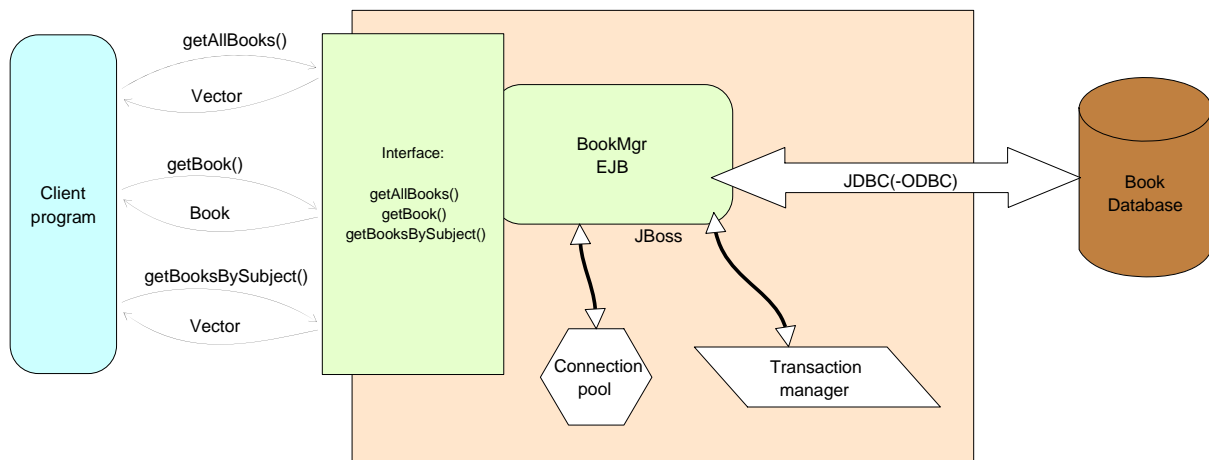 getAllBooks()
Vector
getBook()
Book
getBooksBySubject()
Vector
Client
program
Interface:
getAllBooks()
getBook()
getBooksBySubject()
BookMgr
EJB
JBoss
JDBC(-ODBC)
Book
Database
Connection
pool
Transaction
manager